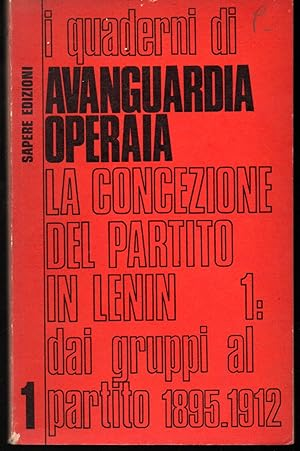 i quaderni di
AVANGUARDIA
OPERAIA
SAPERE EDIZIONI
LA CONCEZIONE
DEL PARTITO
IN LENIN 1:
dai gruppi al
partito 1895.1912
1